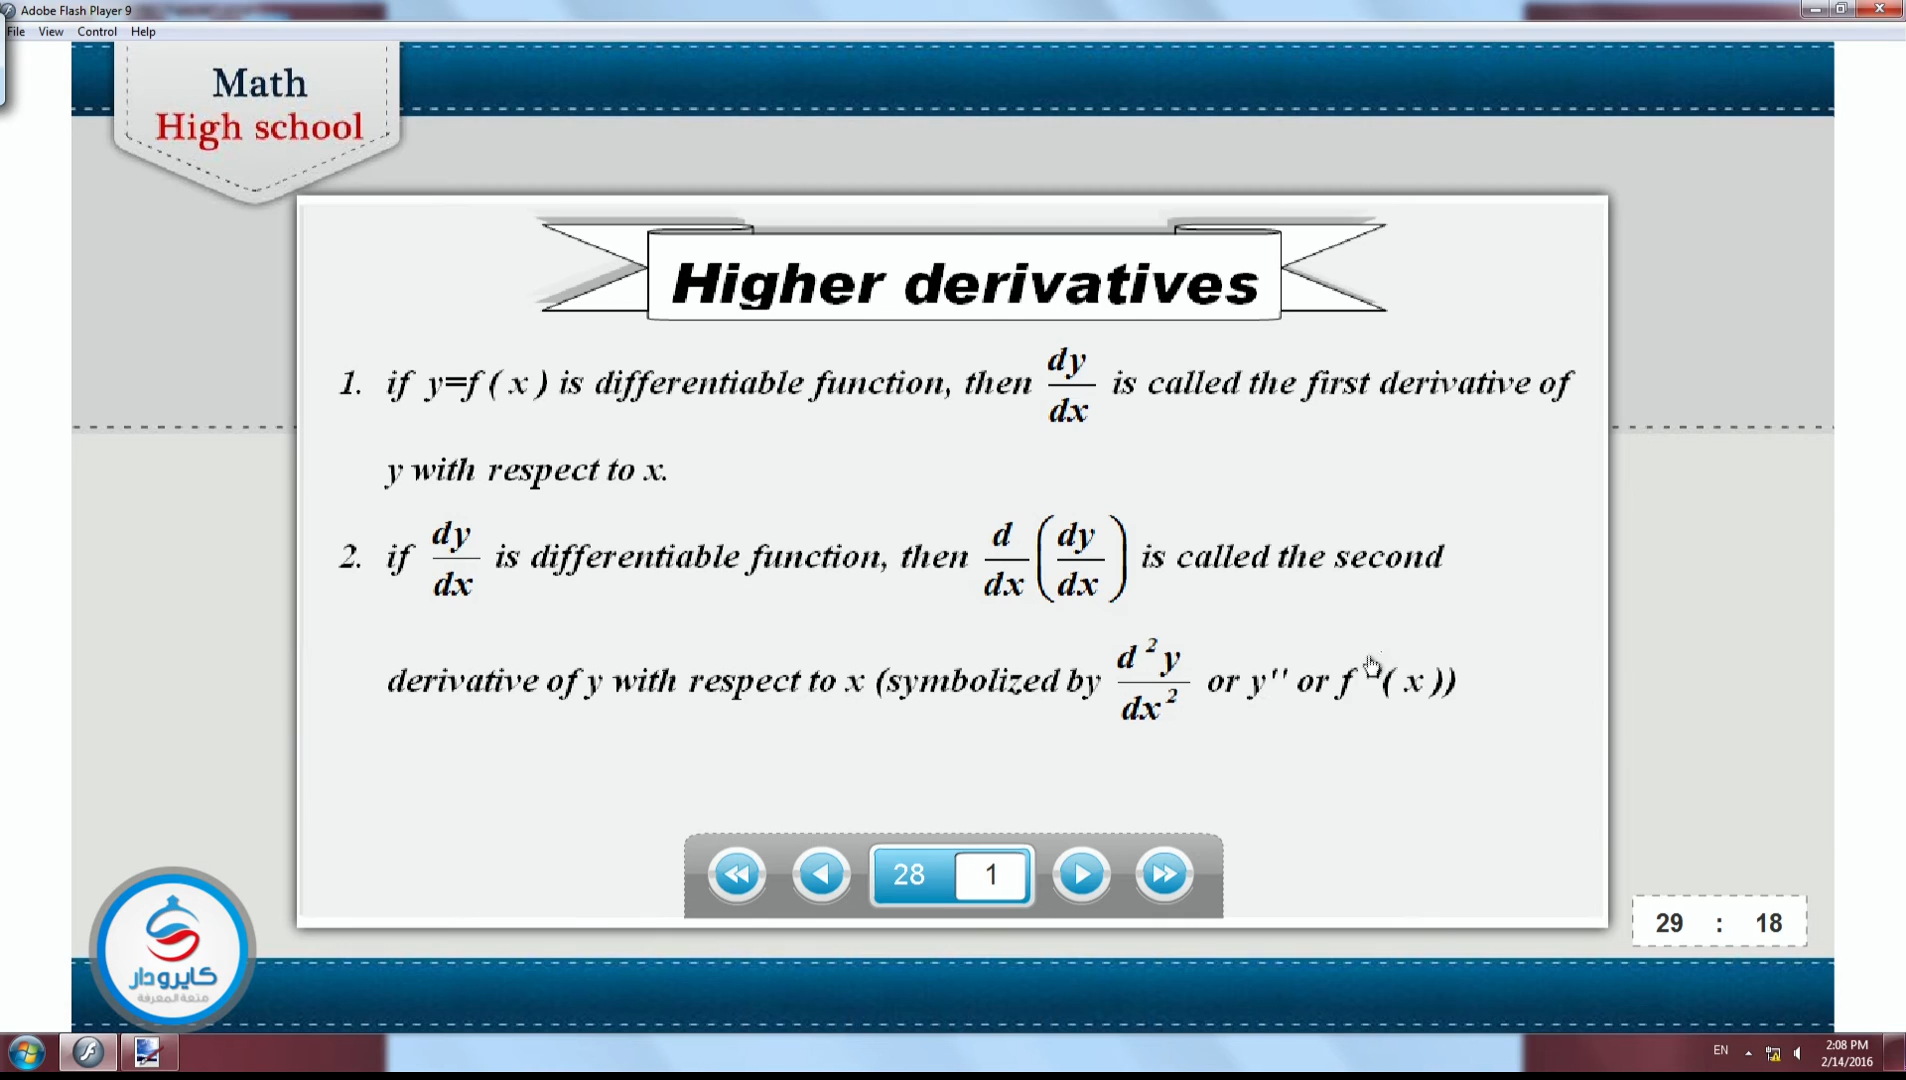 Adobe Flash Player 9
File View Control Help
Math
High school
Higher derivatives
1. if y=f(x) is differentiable function, then dy/dx is called the first derivative of
y with respect to x.
2. if dy/dx is differentiable function, then d/dx (dy/dx) is called the second
derivative of y with respect to x (symbolized by d²y/dx² or y'' or f ''(x))
28 1
29 : 18
كايرودار
متعة المعرفة
EN
2:08 PM
2/14/2016